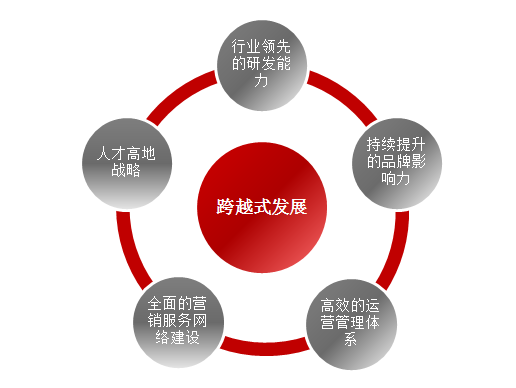 行业领先
的研发能
力
持续提升
的品牌影
响力
高效的运
营管理体
系
全面的营
销服务网
络建设
人才高地
战略
跨越式发展